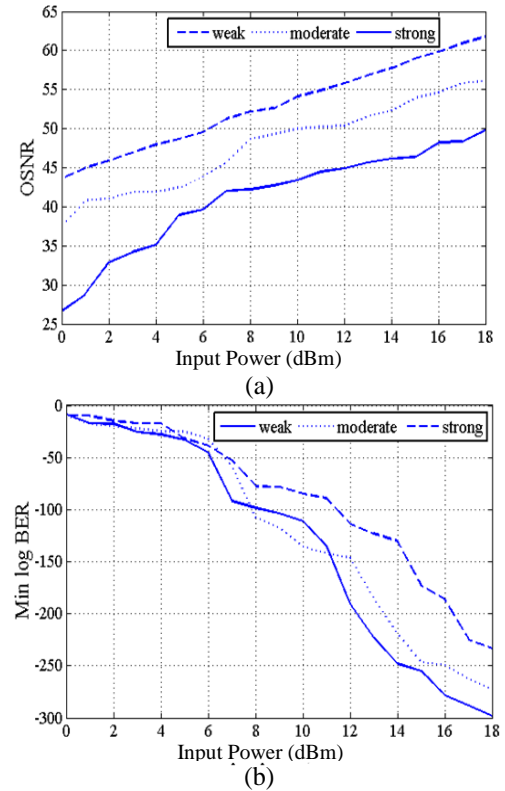 65
60
55
50
45
40
35
30
25
OSNR
weak moderate strong
0 2 4 6 8 10 12 14 16 18
Input Power (dBm)
(a)
0
-50
-100
-150
-200
-250
-300
Min log BER
weak moderate strong
0 2 4 6 8 10 12 14 16 18
Input Power (dBm)
(b)